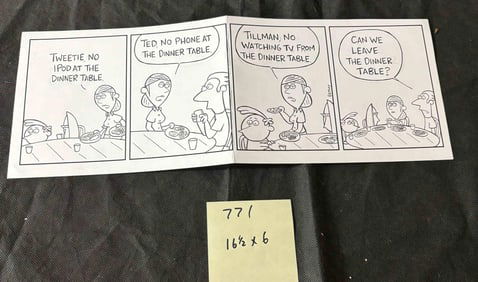 TWEETIE, NO
IPOD AT THE
DINNER TABLE.
TED, NO PHONE AT
THE DINNER TABLE.
TILLMAN, NO
WATCHING TV FROM
THE DINNER TABLE.
CAN WE
LEAVE
THE DINNER
TABLE?
771
16½ x 6